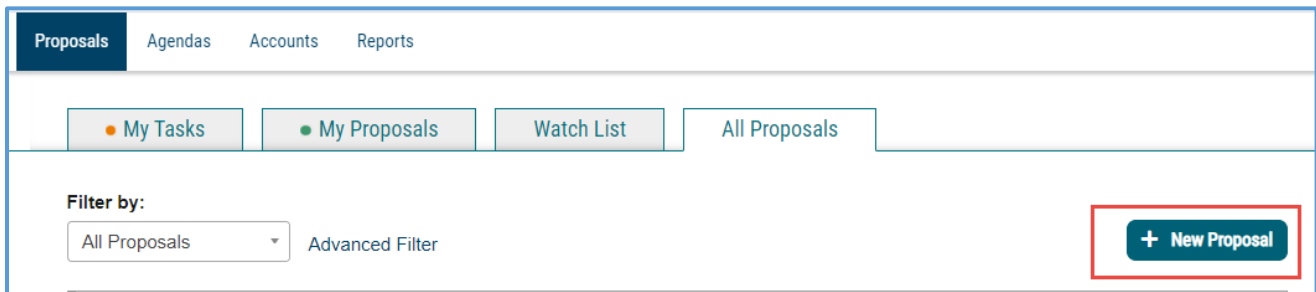 Proposals Agendas Accounts Reports
My Tasks My Proposals Watch List All Proposals
Filter by:
All Proposals Advanced Filter + New Proposal